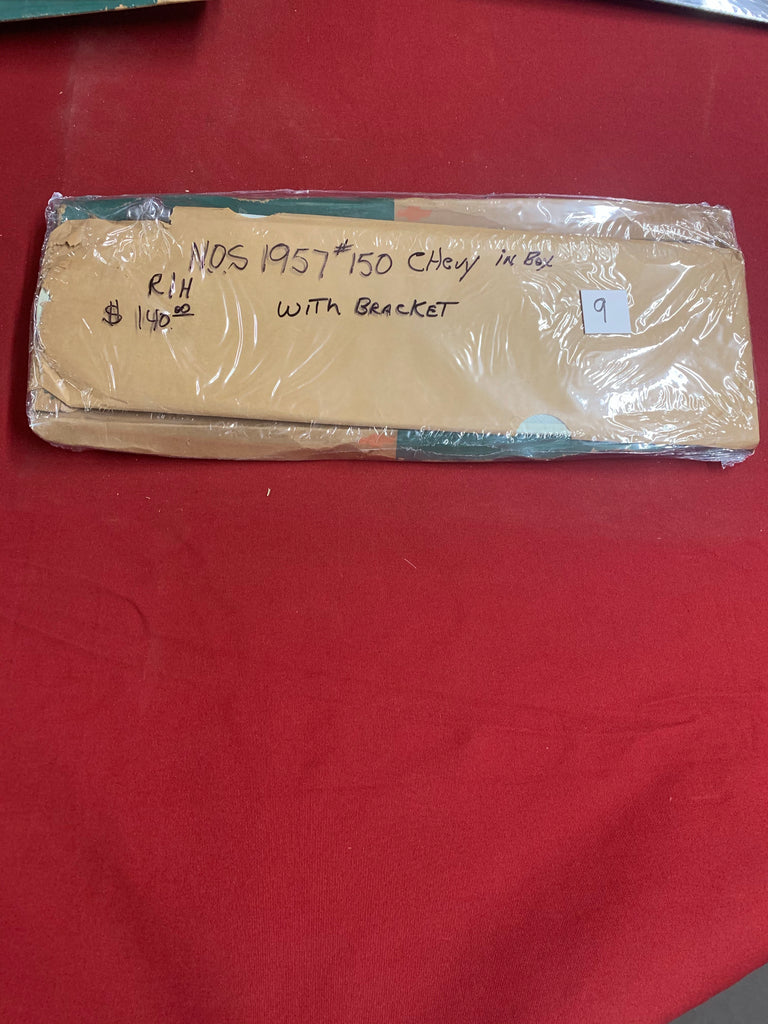 N.O.S 1957 #150 CHevy in Box
R/H
$ 140.00 WiTh BRACKET
9